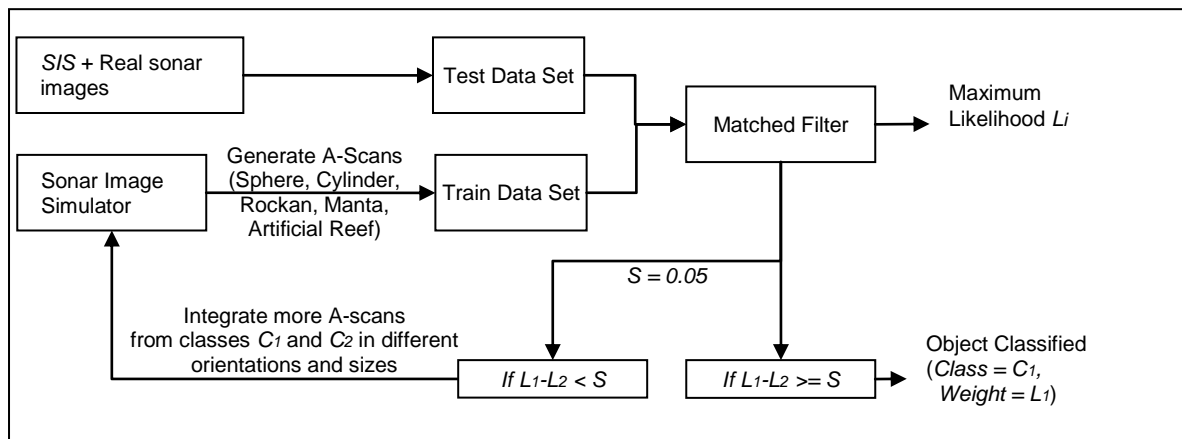 SIS + Real sonar
images
Test Data Set
Matched Filter
Maximum
Likelihood Li
Sonar Image
Simulator
Generate A-Scans
(Sphere, Cylinder,
Rockan, Manta,
Artificial Reef)
Train Data Set
S = 0.05
Integrate more A-scans
from classes C1 and C2 in different
orientations and sizes
If L1-L2 < S
If L1-L2 >= S
Object Classified
(Class = C1,
Weight = L1)